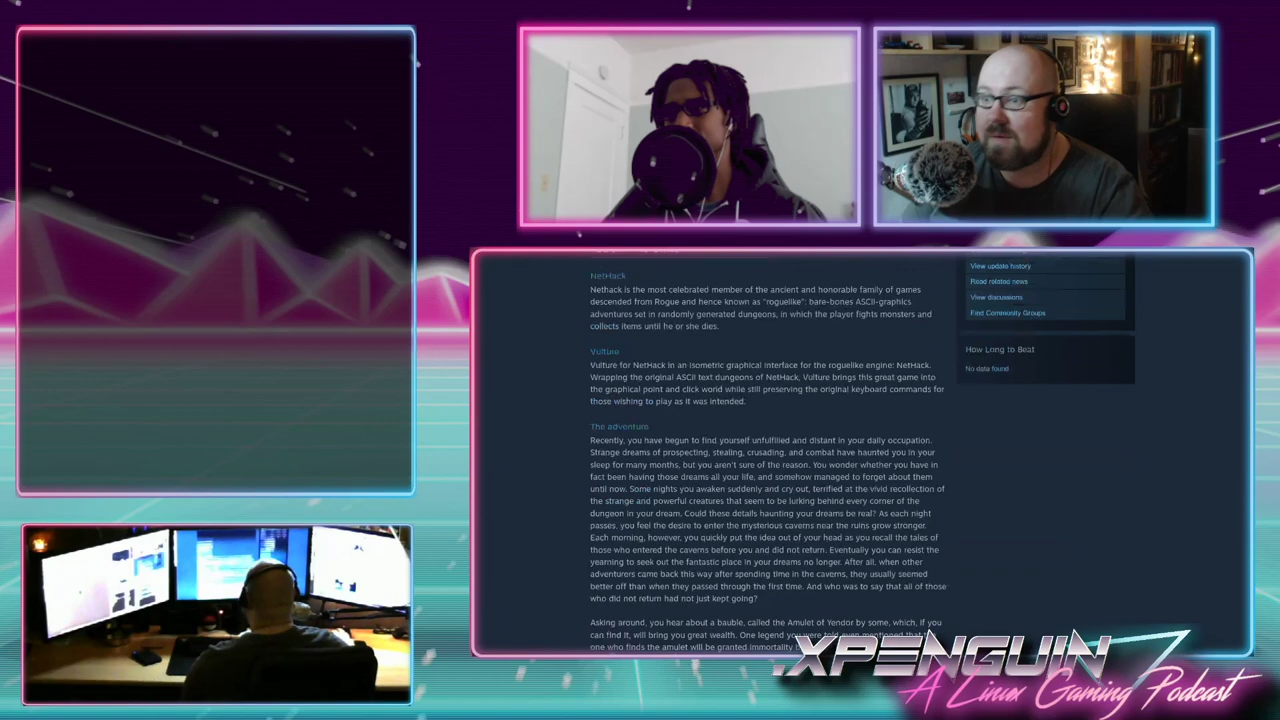 NetHack
Nethack is the most celebrated member of the ancient and honorable family of games
descended from Rogue and hence known as "roguelike": bare-bones ASCII-graphics
adventures set in randomly generated dungeons, in which the player fights monsters and
collects items until he or she dies.
Vulture
Vulture for NetHack in an isometric graphical interface for the roguelike engine: NetHack.
Wrapping the original ASCII text dungeons of NetHack, Vulture brings this great game into
the graphical point and click world while still preserving the original keyboard commands for
those wishing to play as it was intended.
The adventure
Recently, you have begun to find yourself unfulfilled and distant in your daily occupation.
Strange dreams of prospecting, stealing, crusading, and combat have haunted you in your
sleep for many months, but you aren't sure of the reason. You wonder whether you have in
fact been having those dreams all your life, and somehow managed to forget about them
until now. Some nights you awaken suddenly and cry out, terrified at the vivid recollection of
the strange and powerful creatures that seem to be lurking behind every corner of the
dungeon in your dream. Could these details haunting your dreams be real? As each night
passes, you feel the desire to enter the mysterious caverns near the ruins grow stronger.
Each morning, however, you quickly put the idea out of your head as you recall the tales of
those who entered the caverns before you and did not return. Eventually you can resist the
yearning to seek out the fantastic place in your dreams no longer. After all, when other
adventurers came back this way after spending time in the caverns, they usually seemed
better off than when they passed through the first time. And who was to say that all of those
who did not return had not just kept going?
Asking around, you hear about a bauble, called the Amulet of Yendor by some, which, if you
can find it, will bring you great wealth. One legend you were told even mentioned that
one who finds the amulet will be granted immortality
View update history
Read related news
View discussions
Find Community Groups
How Long to Beat
No data found
.XPENGUIN
A Linux Gaming Podcast